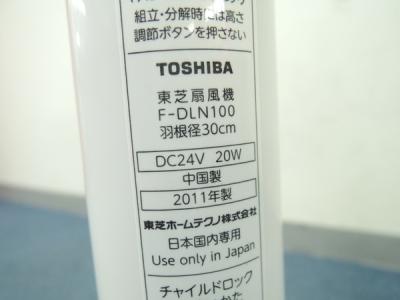 組立・分解時には高さ
調節ボタンを押さない
TOSHIBA
東芝扇風機
F-DLN100
羽根径30cm
DC24V 20W
中国製
2011年製
東芝ホームテクノ株式会社
日本国内専用
Use only in Japan
チャイルドロック